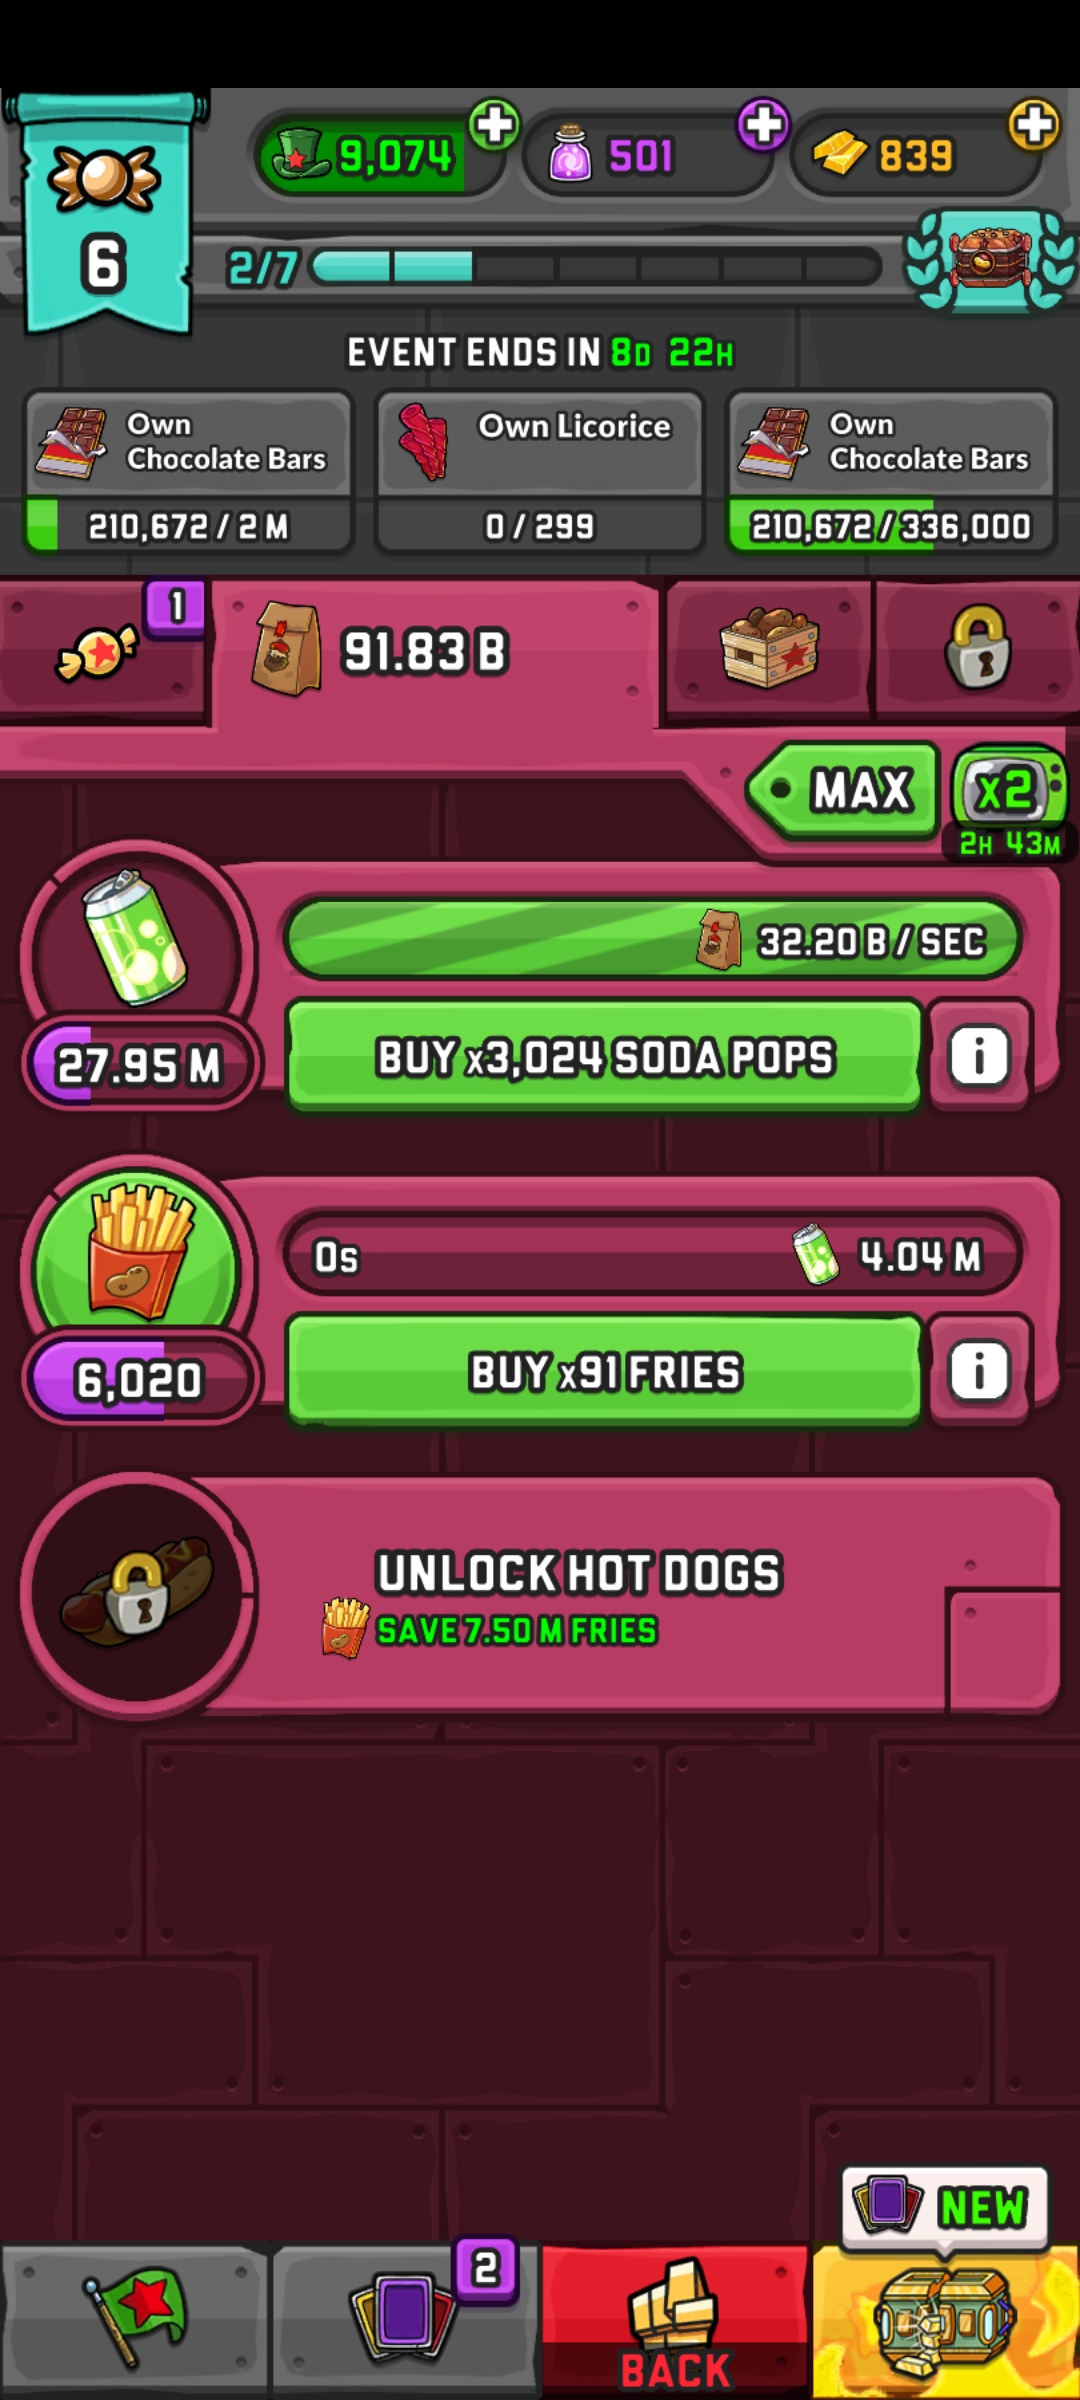 9,074
501
839
6
2/7
EVENT ENDS IN 8D 22H
Own
Chocolate Bars
210,672 / 2 M
Own Licorice
0 / 299
Own
Chocolate Bars
210,672 / 336,000
1
91.83 B
MAX
x2
2H 43M
32.20 B / SEC
27.95 M
BUY x3,024 SODA POPS
i
0s
4.04 M
6,020
BUY x91 FRIES
i
UNLOCK HOT DOGS
SAVE 7.50 M FRIES
NEW
2
BACK